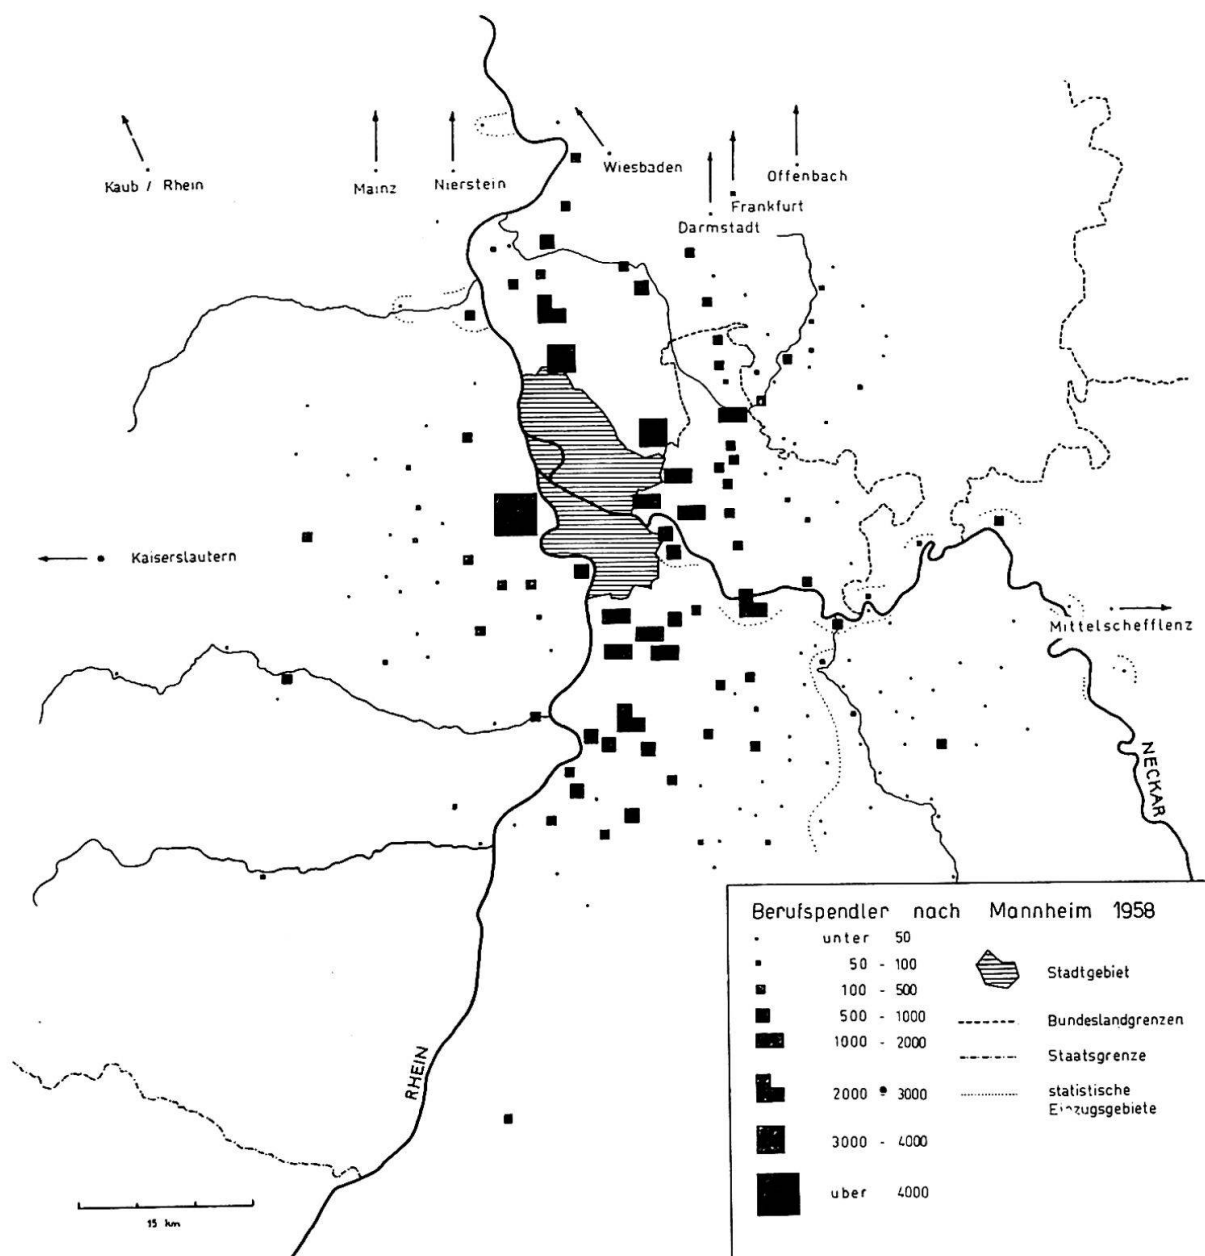 Kaub / Rhein
Mainz
Nierstein
Wiesbaden
Offenbach
Frankfurt
Darmstadt
Kaiserslautern
Mittelschefflenz
NECKAR
RHEIN
15 km
Berufspendler nach Mannheim 1958
unter 50
50 - 100
100 - 500
500 - 1000
1000 - 2000
2000 - 3000
3000 - 4000
uber 4000
Stadtgebiet
Bundeslandgrenzen
Staatsgrenze
statistische
Einzugsgebiete